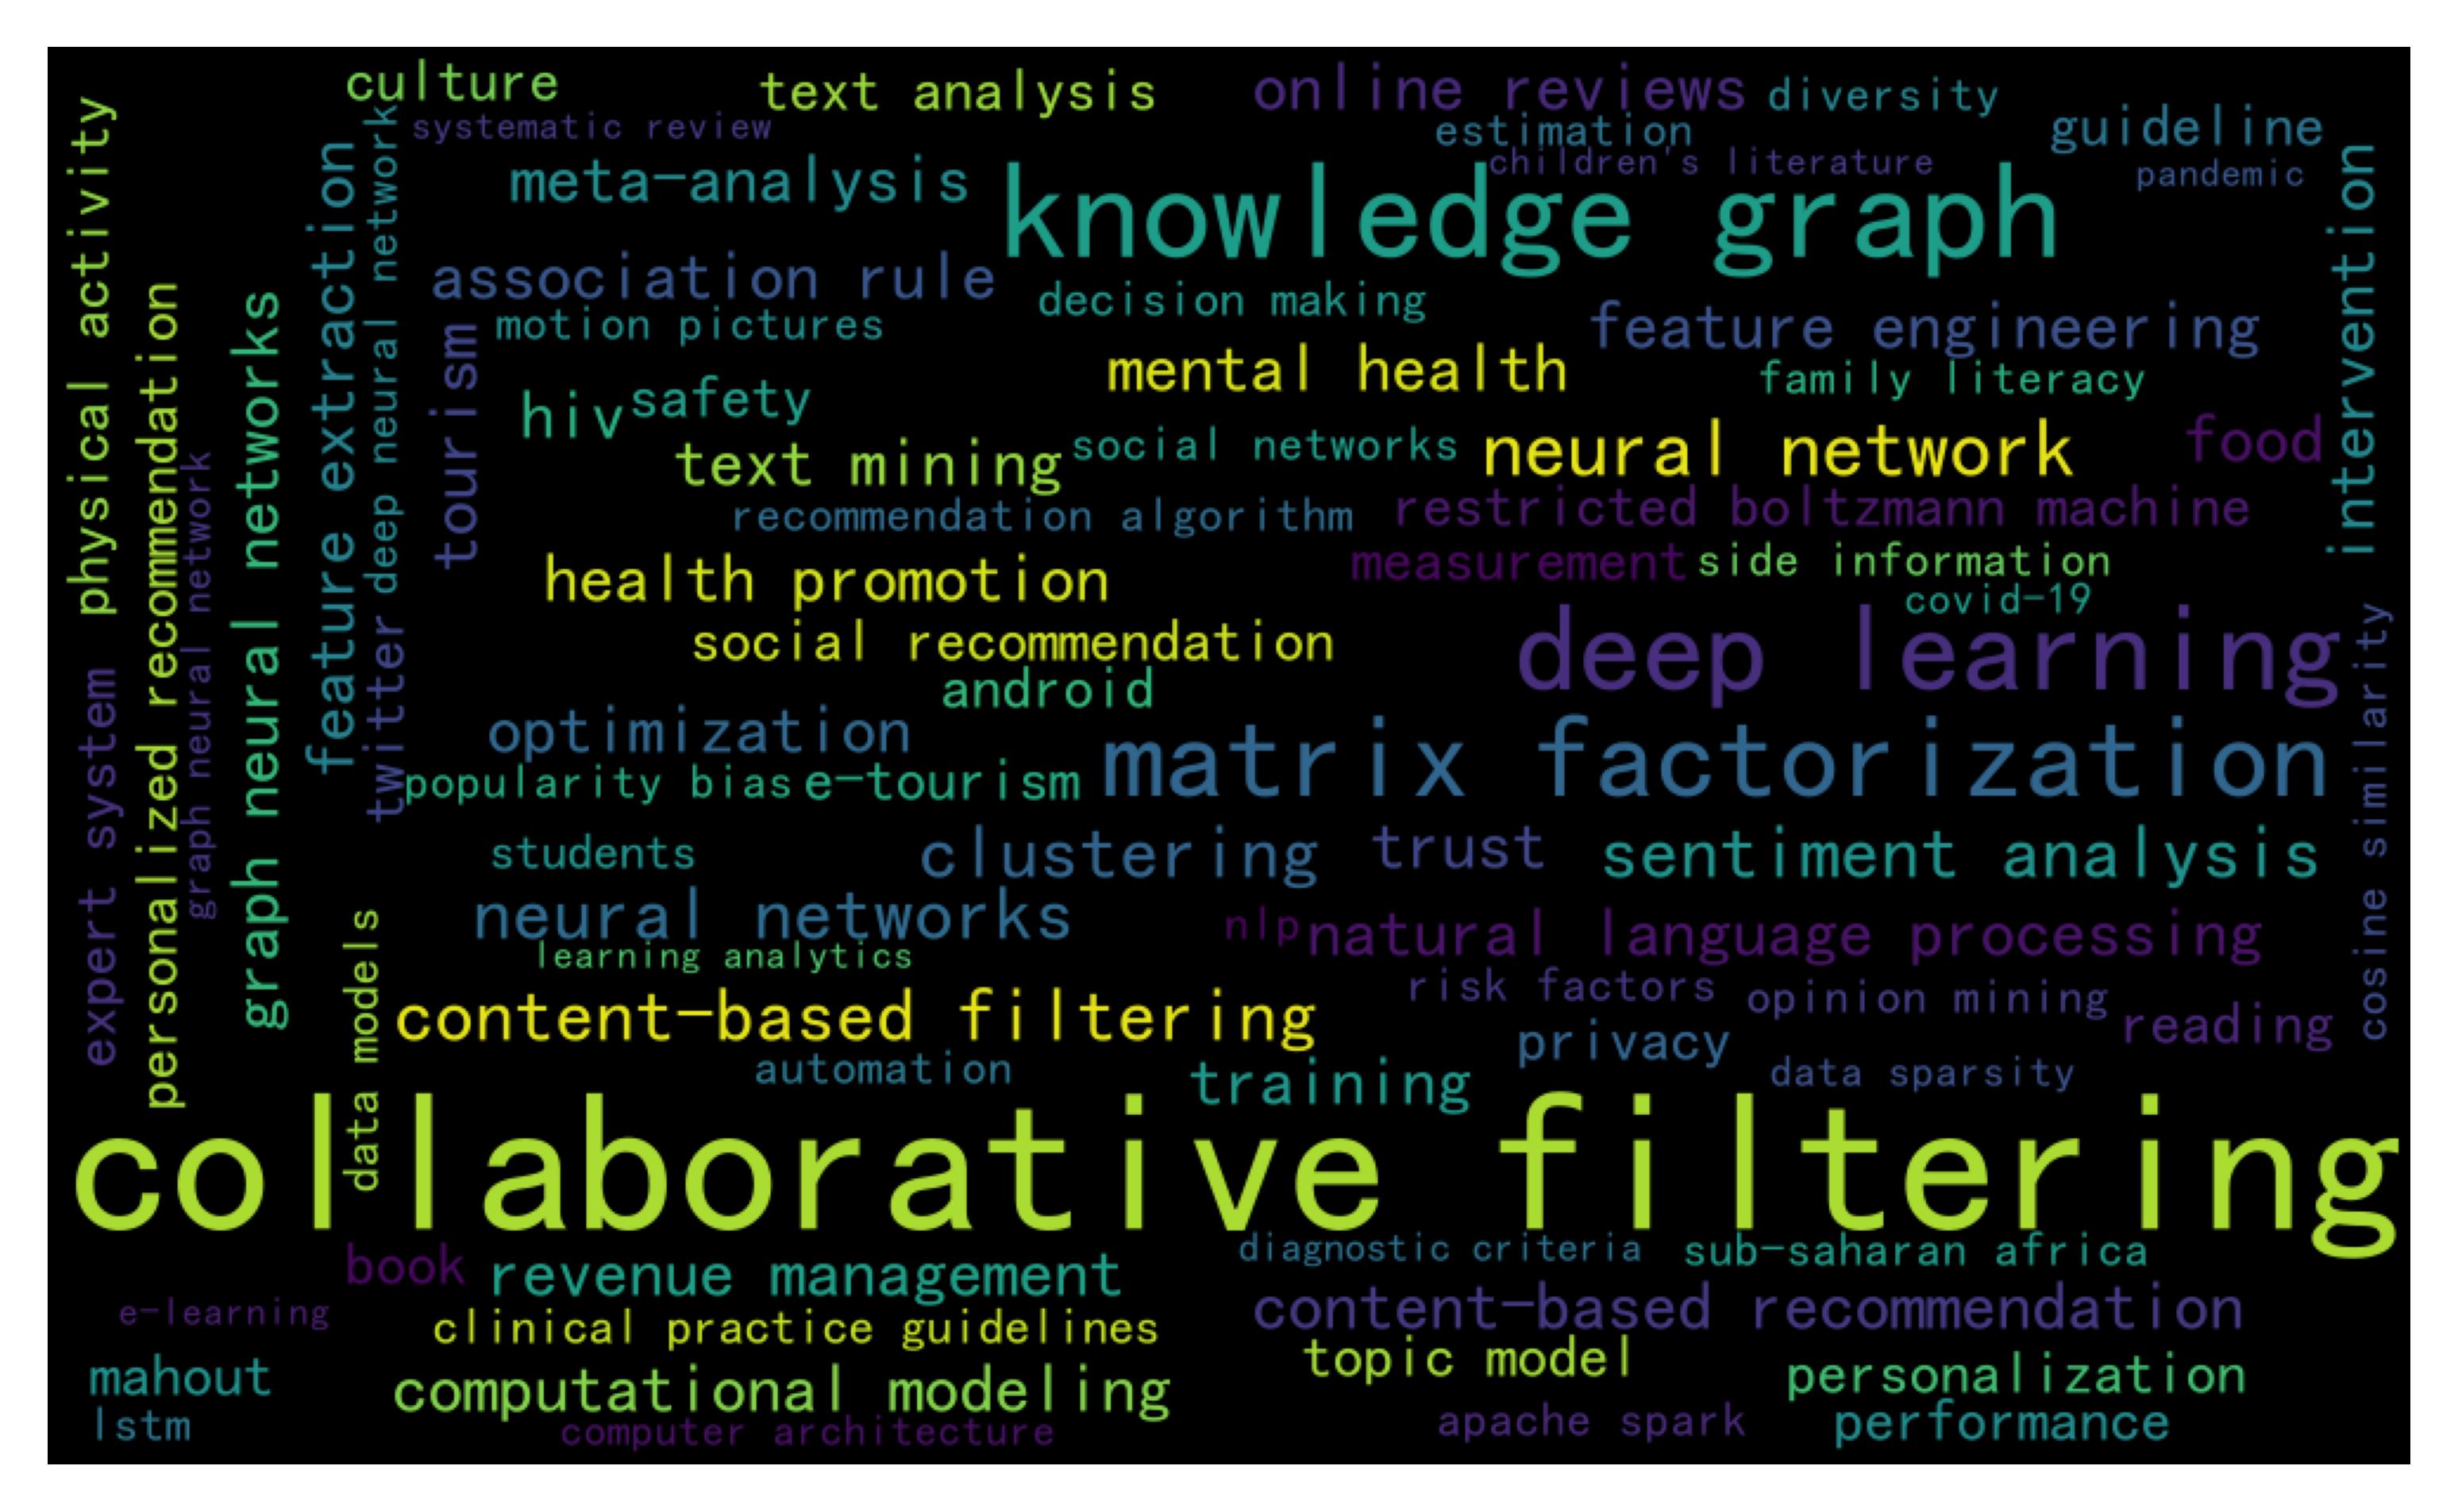 culture
text analysis
online reviews
diversity
systematic review
estimation
guideline
children's literature
pandemic
meta-analysis
knowledge graph
association rule
decision making
motion pictures
feature engineering
mental health
family literacy
hiv
safety
text mining
social networks
neural network
food
recommendation algorithm
restricted boltzmann machine
health promotion
measurement
side information
covid-19
social recommendation
deep learning
android
optimization
matrix factorization
popularity bias
e-tourism
students
clustering
trust
sentiment analysis
neural networks
nlp
natural language processing
learning analytics
risk factors
opinion mining
content-based filtering
privacy
reading
automation
training
data sparsity
collaborative filtering
book
revenue management
diagnostic criteria
sub-saharan africa
e-learning
clinical practice guidelines
content-based recommendation
topic model
mahout
computational modeling
personalization
lstm
computer architecture
apache spark
performance
physical activity
expert system
personalized recommendation
graph neural network
graph neural networks
feature extraction
deep neural network
twitter
data models
tourism
intervention
cosine similarity